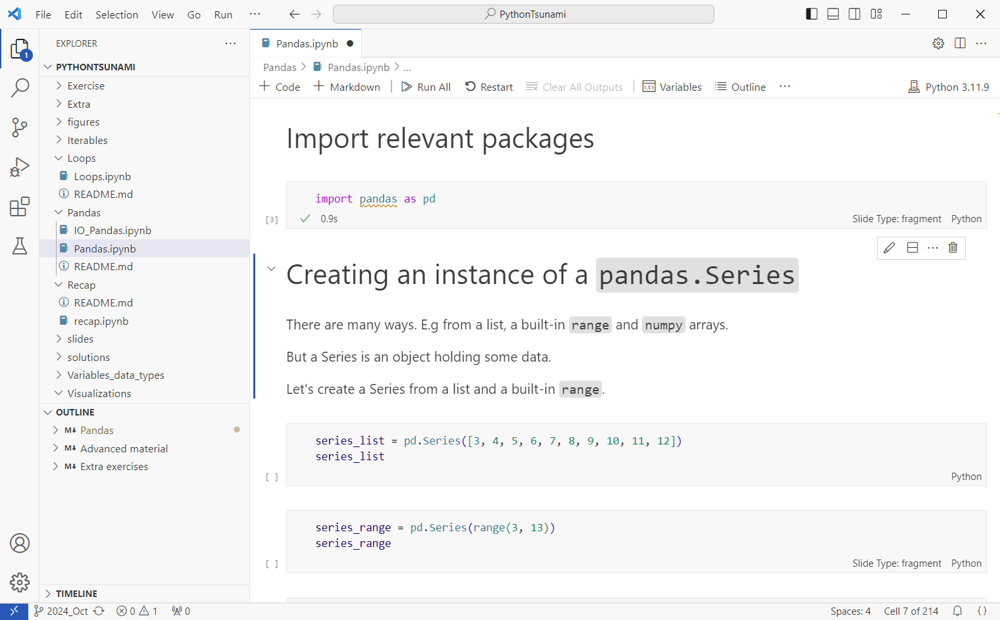 File Edit Selection View Go Run ···
PythonTsunami
EXPLORER ···
1
PYTHONTSUNAMI
Exercise
Extra
figures
Iterables
Loops
Loops.ipynb
README.md
Pandas
IO_Pandas.ipynb
Pandas.ipynb
README.md
Recap
README.md
recap.ipynb
slides
solutions
Variables_data_types
Visualizations
OUTLINE
M↓ Pandas
M↓ Advanced material
M↓ Extra exercises
TIMELINE
Pandas.ipynb
Pandas > Pandas.ipynb > ...
+ Code + Markdown | Run All Restart Clear All Outputs | Variables Outline ···
Python 3.11.9
Import relevant packages
import pandas as pd
[3] 0.9s
Slide Type: fragment Python
Creating an instance of a pandas.Series
There are many ways. E.g from a list, a built-in range and numpy arrays.
But a Series is an object holding some data.
Let's create a Series from a list and a built-in range.
series_list = pd.Series([3, 4, 5, 6, 7, 8, 9, 10, 11, 12])
series_list
[ ]
Python
series_range = pd.Series(range(3, 13))
series_range
[ ]
Slide Type: fragment Python
2024_Oct 0 1 0
Spaces: 4 Cell 7 of 214 {}